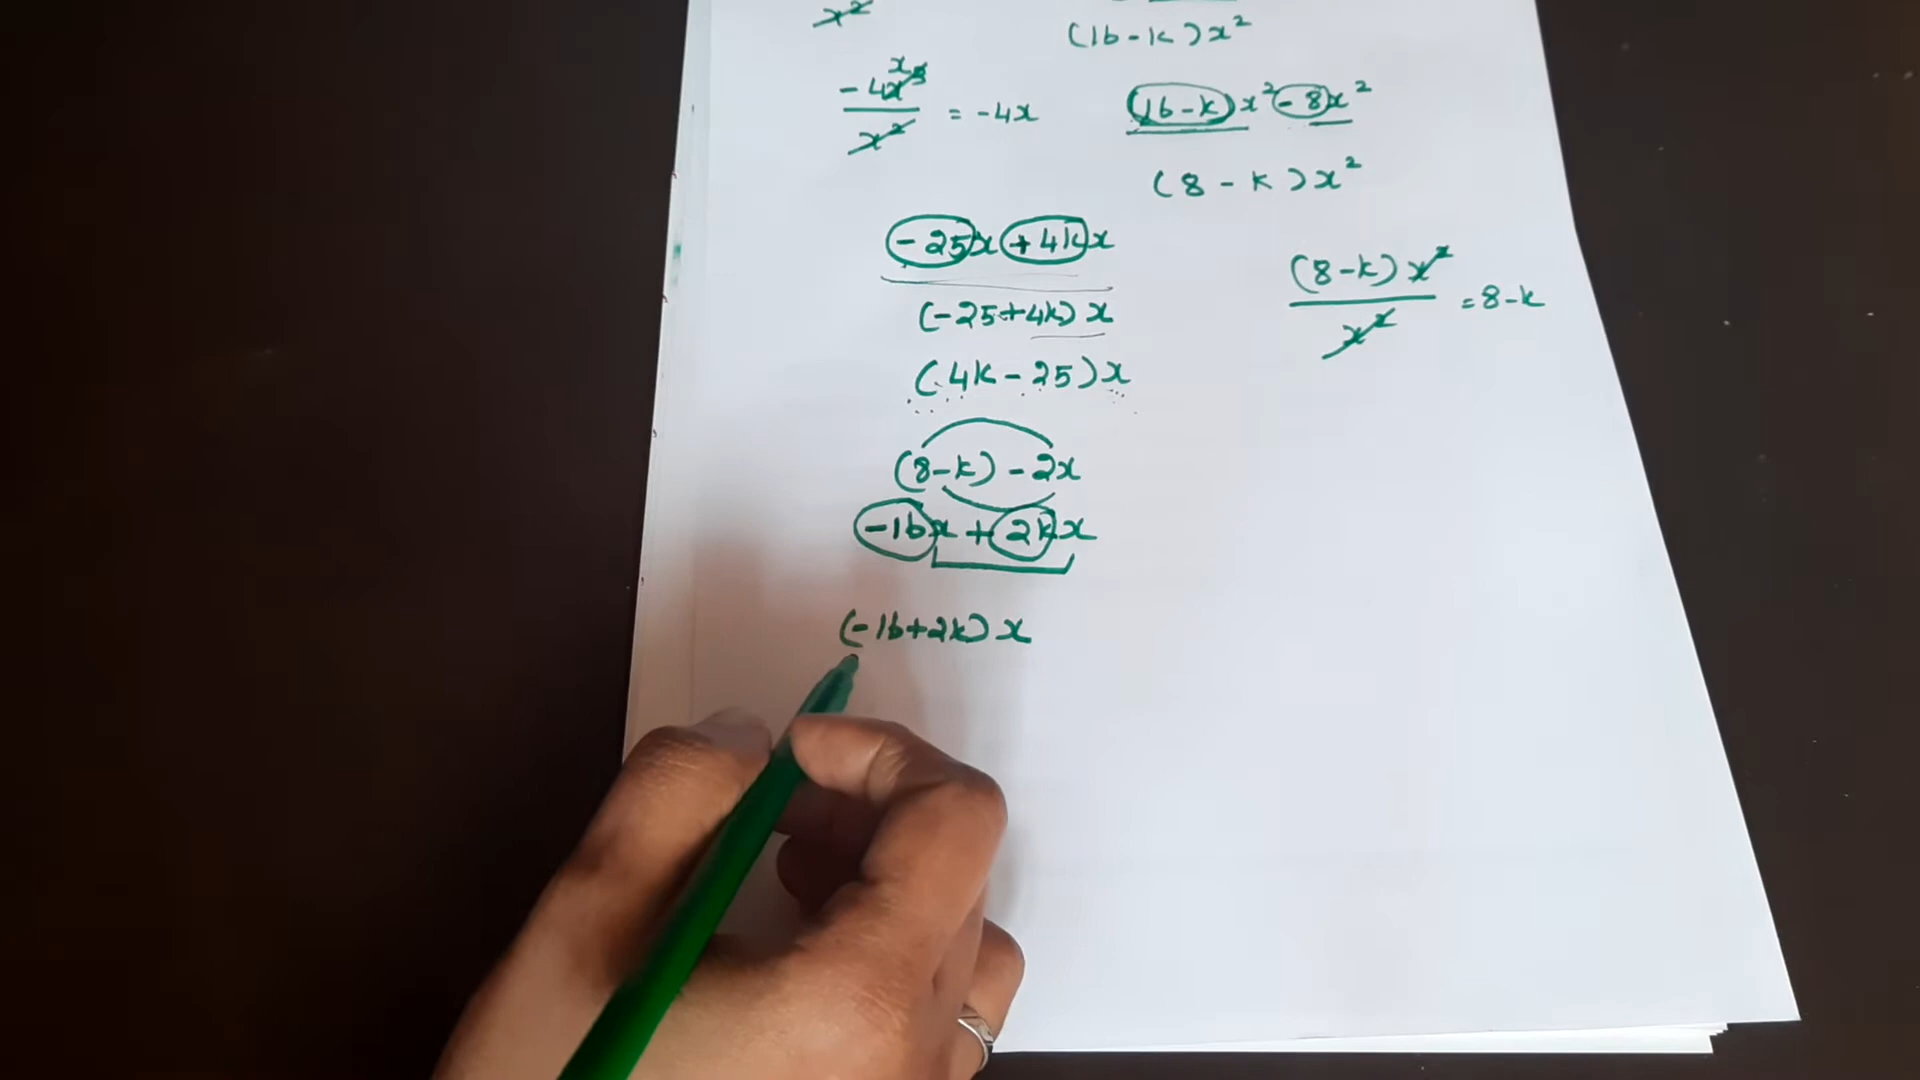 x²
(16-k)x²
-4x³ x
x² = -4x
(16-k)x²-8x²
(8-k)x²
-25x+4kx
(-25+4k)x
(4k-25)x
(8-k)x²
x² = 8-k
(8-k)-2x
-16x+2kx
(-16+2k)x